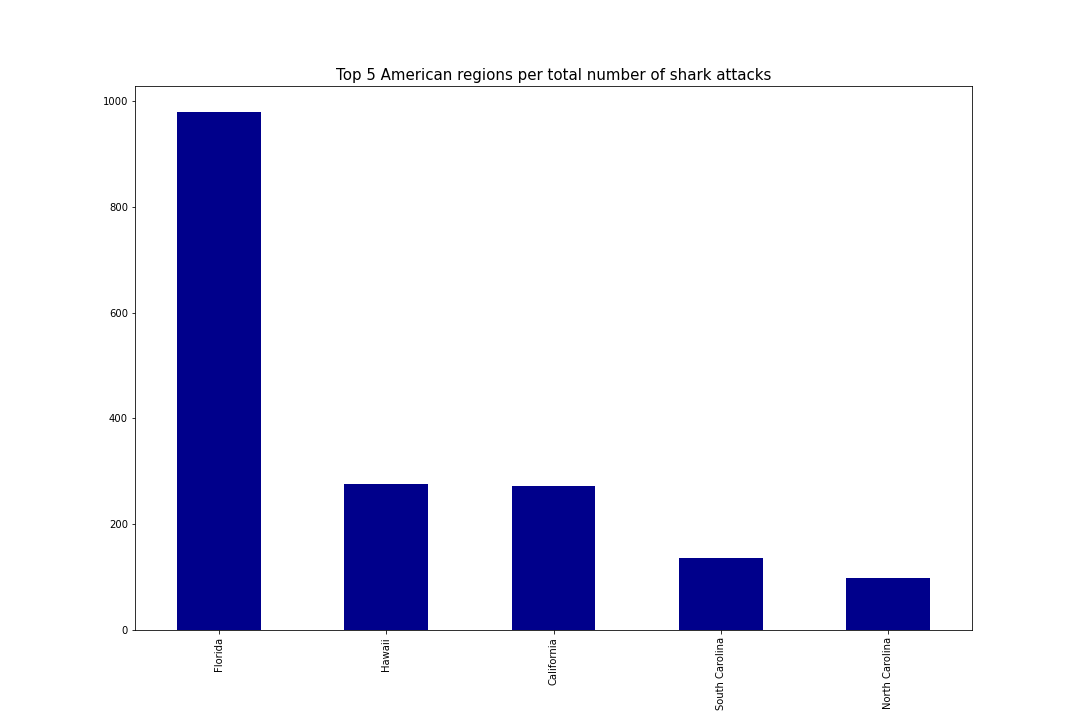 Top 5 American regions per total number of shark attacks
1000
800
600
400
200
0
Florida
Hawaii
California
South Carolina
North Carolina